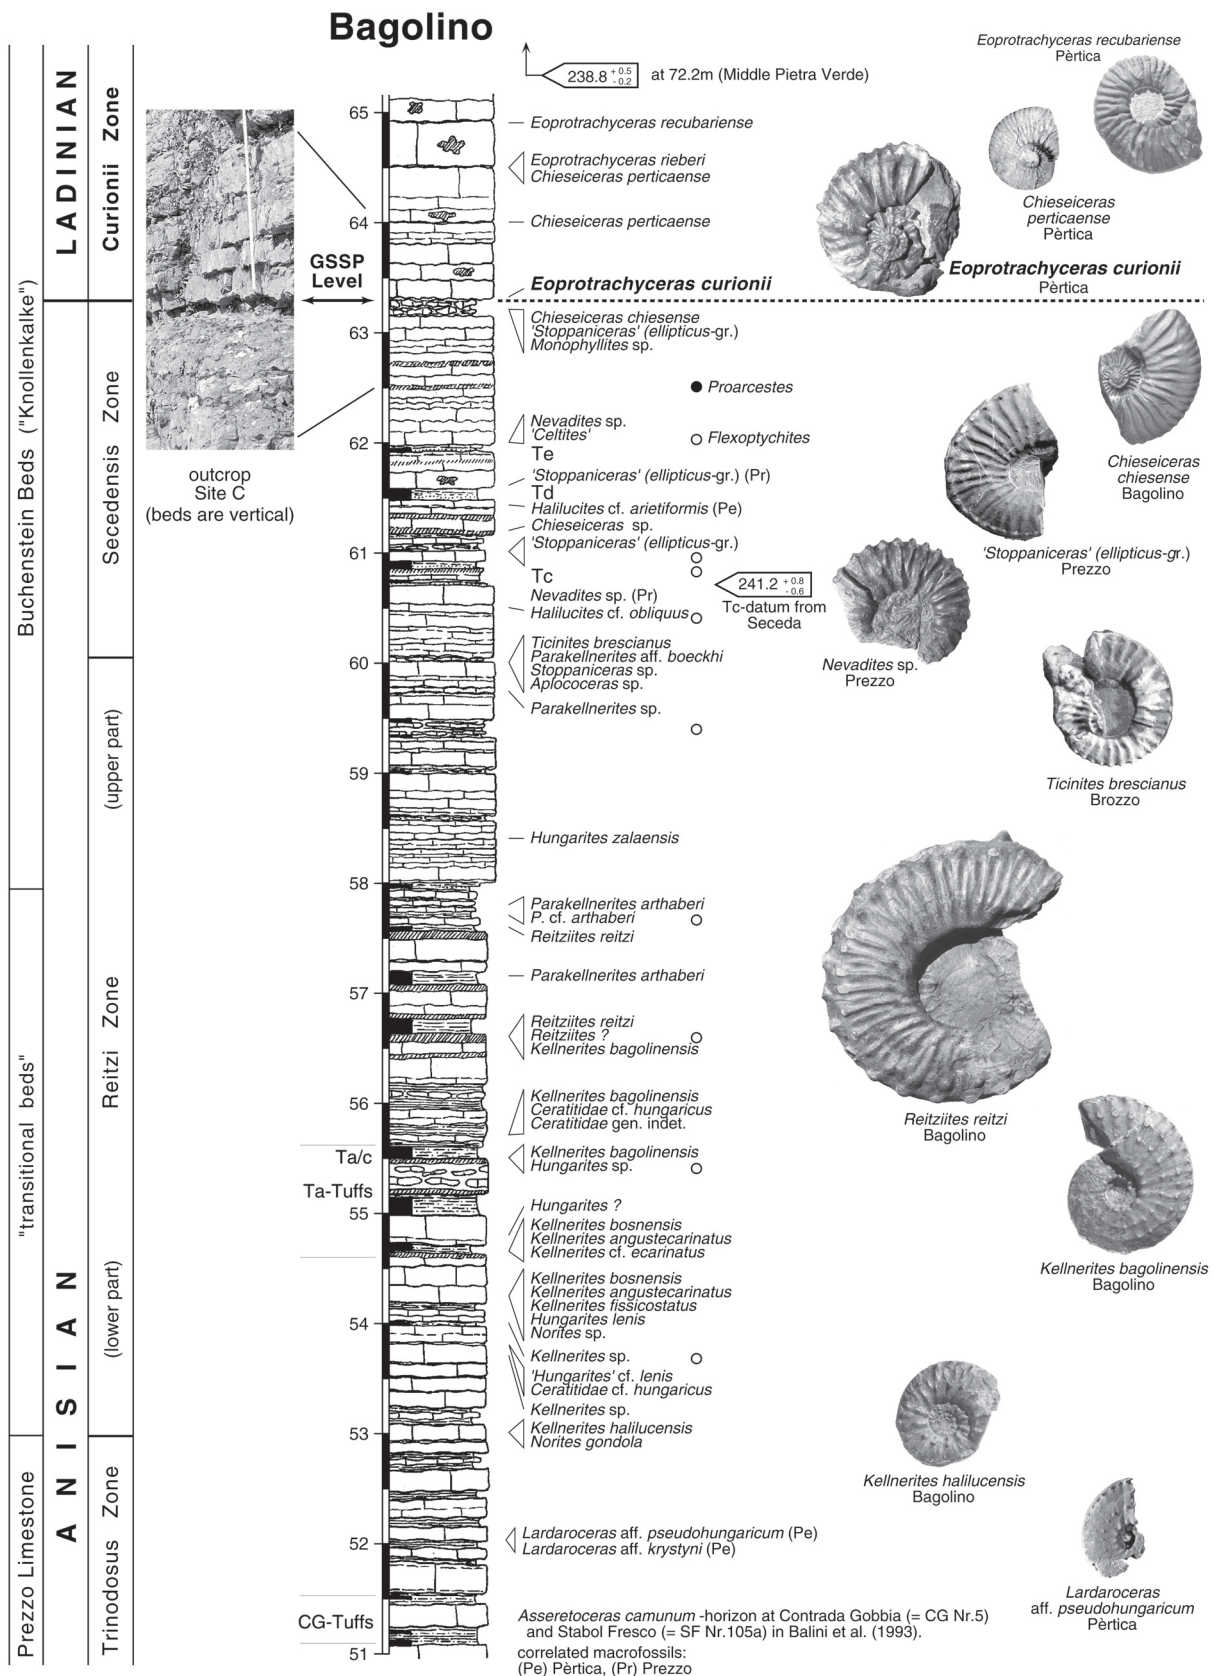 Bagolino
238.8 + 0.5 - 0.2 at 72.2m (Middle Pietra Verde)
LADINIAN
Curionii Zone
ANISIAN
Secedensis Zone
Reitzi Zone
(upper part)
(lower part)
Trinodosus Zone
Buchenstein Beds ("Knollenkalke")
"transitional beds"
Prezzo Limestone
outcrop
Site C
(beds are vertical)
GSSP
Level
65
64
63
62
61
60
59
58
57
56
55
54
53
52
51
Ta/c
Ta-Tuffs
CG-Tuffs
Eoprotrachyceras recubariense
Eoprotrachyceras rieberi
Chieseiceras perticaense
Chieseiceras perticaense
Eoprotrachyceras curionii
Chieseiceras chiesense
'Stoppaniceras' (ellipticus-gr.)
Monophyllites sp.
Proarcestes
Nevadites sp.
'Celtites'
Flexoptychites
Te
'Stoppaniceras' (ellipticus-gr.) (Pr)
Td
Halilucites cf. arietiformis (Pe)
Chieseiceras sp.
'Stoppaniceras' (ellipticus-gr.)
Tc
241.2 + 0.8 - 0.6
Tc-datum from
Seceda
Nevadites sp. (Pr)
Halilucites cf. obliquus
Ticinites brescianus
Parakellnerites aff. boeckhi
Stoppaniceras sp.
Aplococeras sp.
Parakellnerites sp.
Hungarites zalaensis
Parakellnerites arthaberi
P. cf. arthaberi
Reitziites reitzi
Parakellnerites arthaberi
Reitziites reitzi
Reitziites ?
Kellnerites bagolinensis
Kellnerites bagolinensis
Ceratitidae cf. hungaricus
Ceratitidae gen. indet.
Kellnerites bagolinensis
Hungarites sp.
Hungarites ?
Kellnerites bosnensis
Kellnerites angustecarinatus
Kellnerites cf. ecarinatus
Kellnerites bosnensis
Kellnerites angustecarinatus
Kellnerites fissicostatus
Hungarites lenis
Norites sp.
Kellnerites sp.
'Hungarites' cf. lenis
Ceratitidae cf. hungaricus
Kellnerites sp.
Kellnerites halilucensis
Norites gondola
Lardaroceras aff. pseudohungaricum (Pe)
Lardaroceras aff. krystyni (Pe)
Asseretoceras camunum -horizon at Contrada Gobbia (= CG Nr.5)
and Stabol Fresco (= SF Nr.105a) in Balini et al. (1993).
correlated macrofossils:
(Pe) Pèrtica, (Pr) Prezzo
Eoprotrachyceras recubariense
Pèrtica
Chieseiceras
perticaense
Pèrtica
Eoprotrachyceras curionii
Pèrtica
Chieseiceras
chiesense
Bagolino
'Stoppaniceras' (ellipticus-gr.)
Prezzo
Nevadites sp.
Prezzo
Ticinites brescianus
Brozzo
Reitziites reitzi
Bagolino
Kellnerites bagolinensis
Bagolino
Kellnerites halilucensis
Bagolino
Lardaroceras
aff. pseudohungaricum
Pèrtica